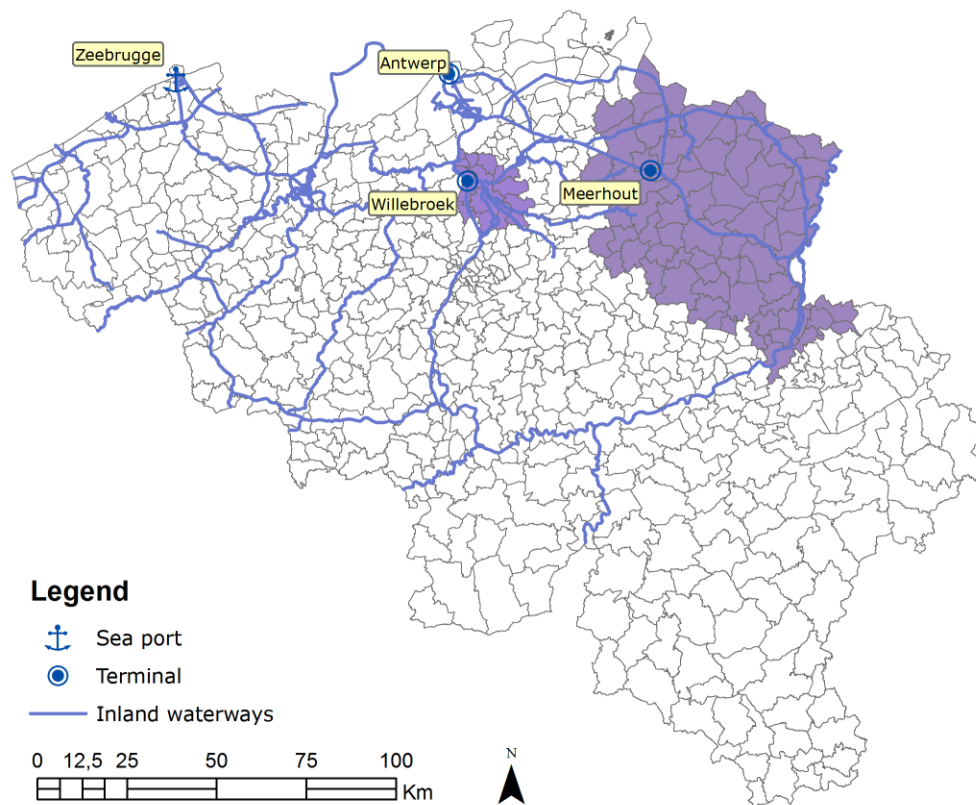 Zeebrugge
Antwerp
Willebroek
Meerhout
Legend
Sea port
Terminal
Inland waterways
0 12,5 25 50 75 100
Km
N